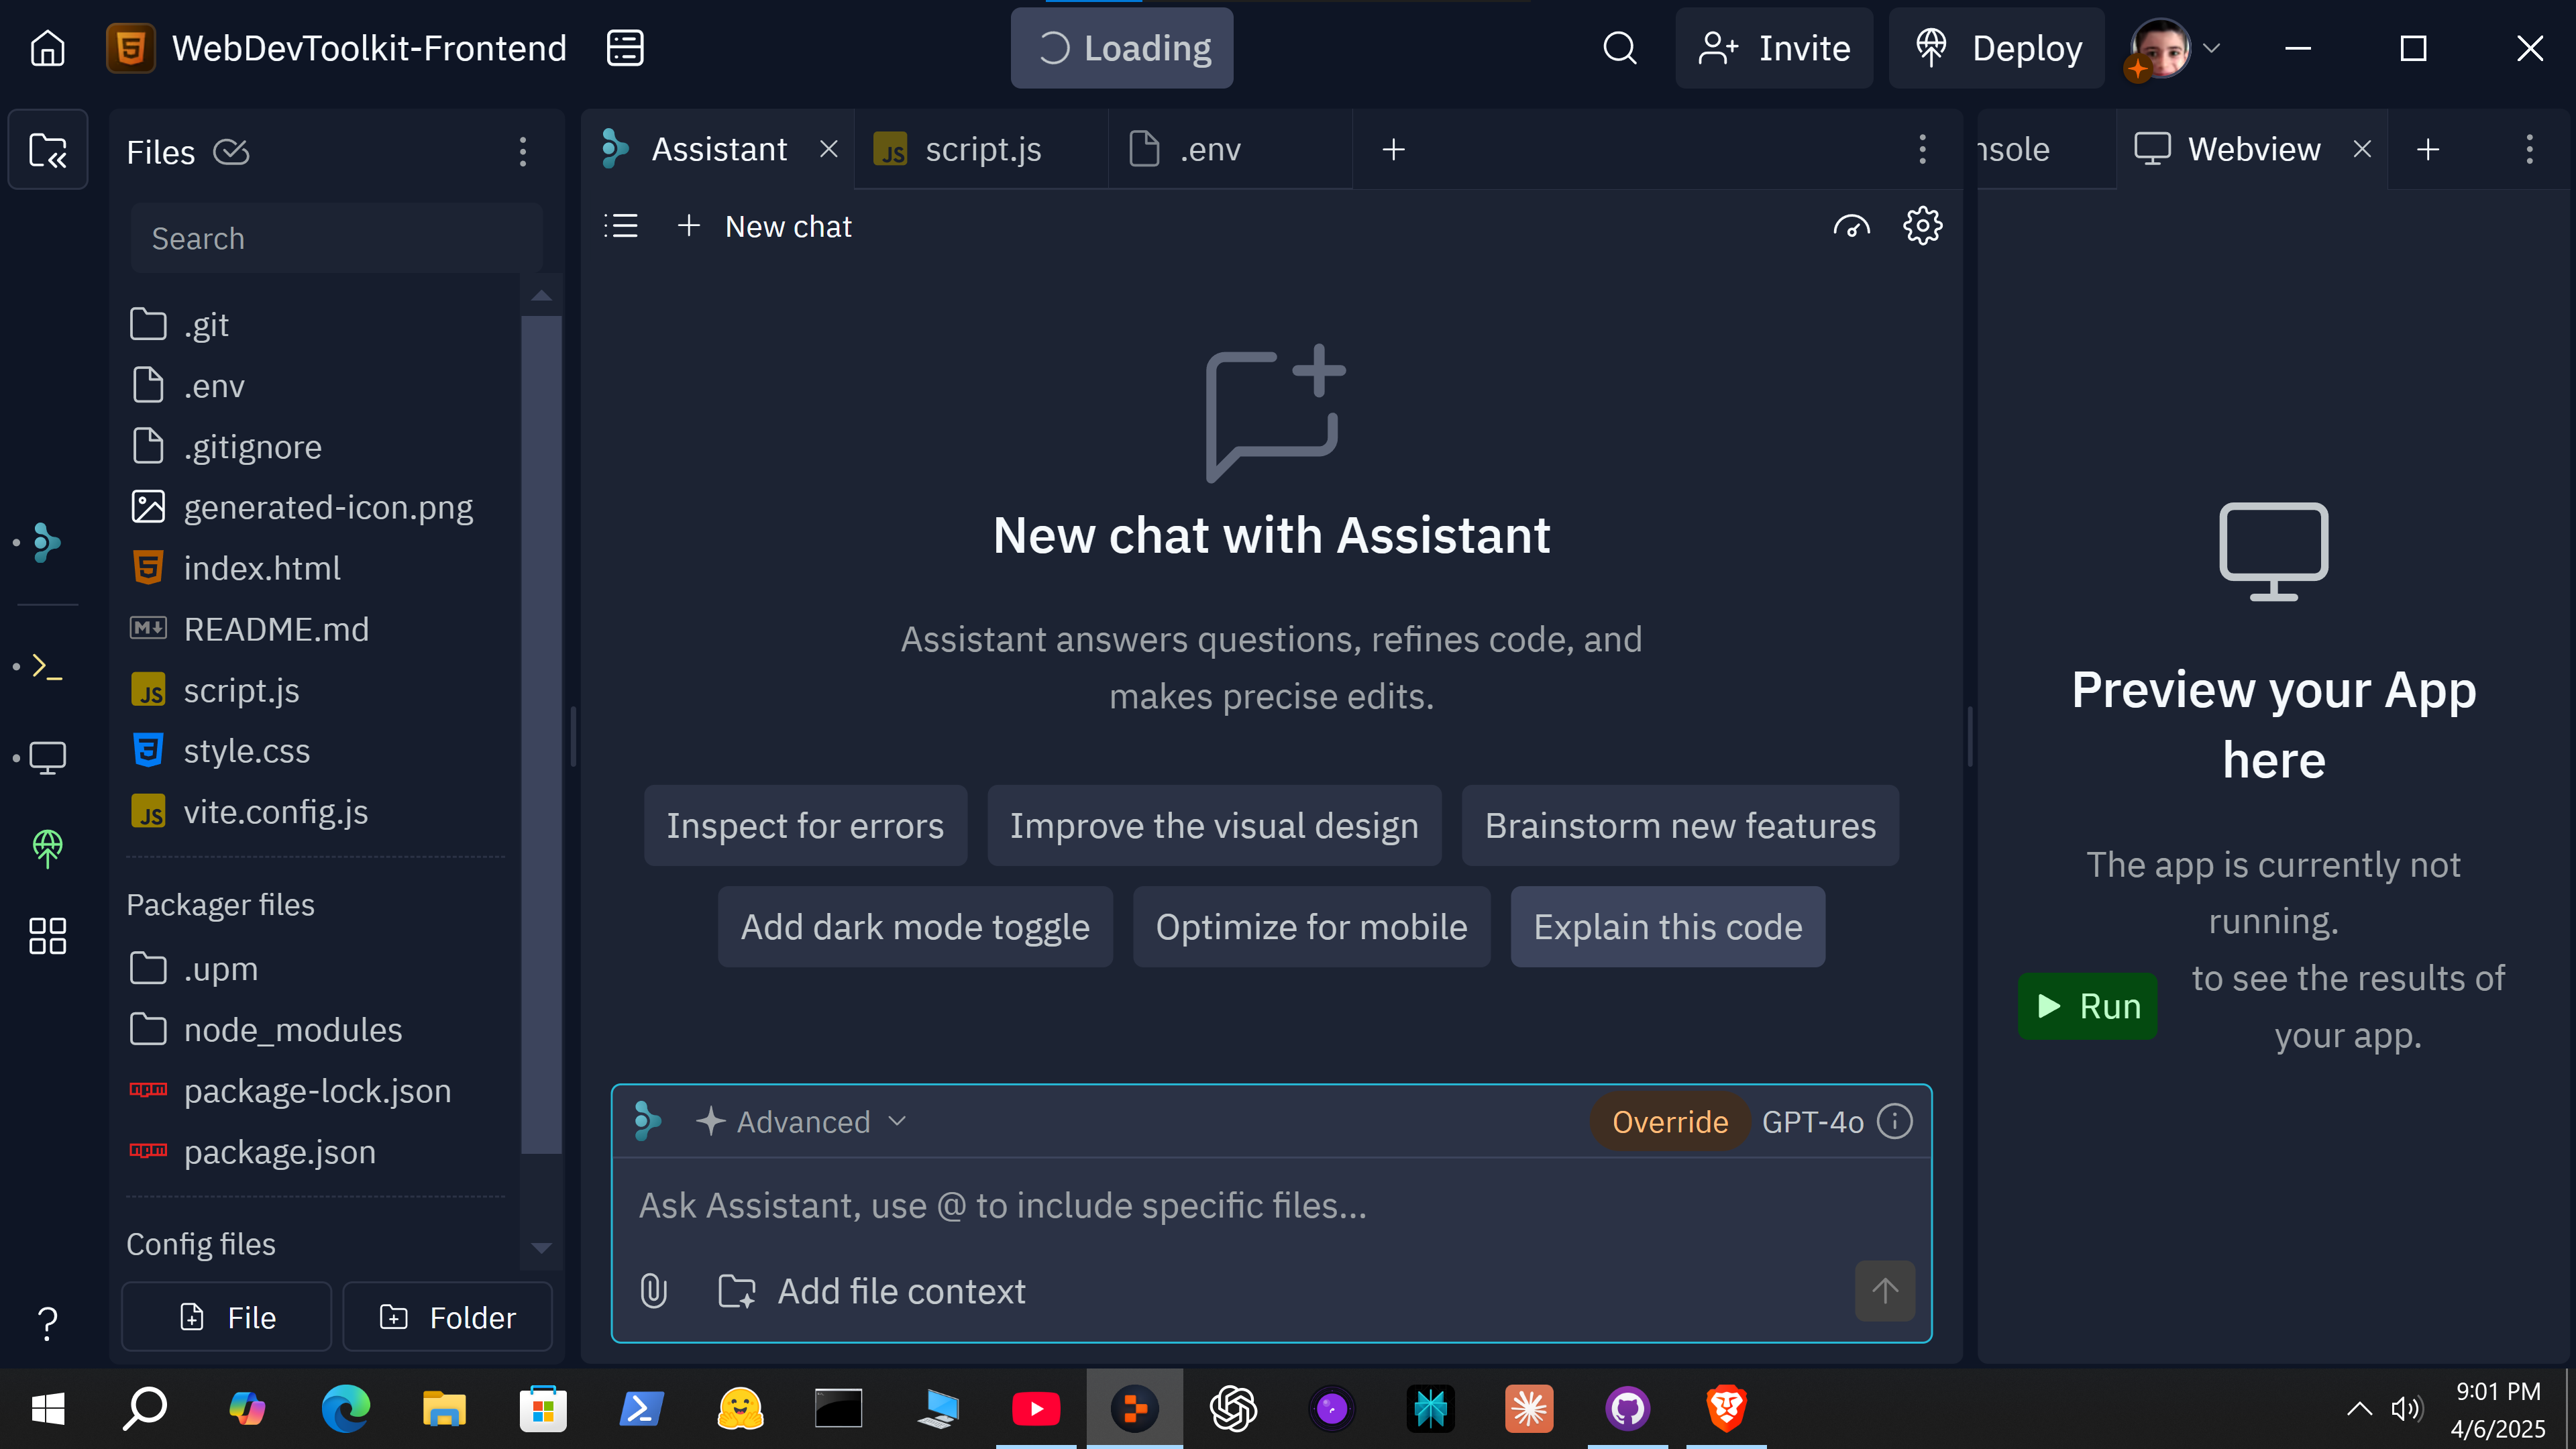 WebDevToolkit-Frontend
Loading
Invite
Deploy
Files
Search
.git
.env
.gitignore
generated-icon.png
index.html
README.md
script.js
style.css
vite.config.js
Packager files
.upm
node_modules
package-lock.json
package.json
Config files
File
Folder
Assistant
script.js
.env
New chat
New chat with Assistant
Assistant answers questions, refines code, and
makes precise edits.
Inspect for errors
Improve the visual design
Brainstorm new features
Add dark mode toggle
Optimize for mobile
Explain this code
Advanced
Override
GPT-4o
Ask Assistant, use @ to include specific files...
Add file context
nsole
Webview
Preview your App
here
The app is currently not
running.
Run
to see the results of
your app.
9:01 PM
4/6/2025